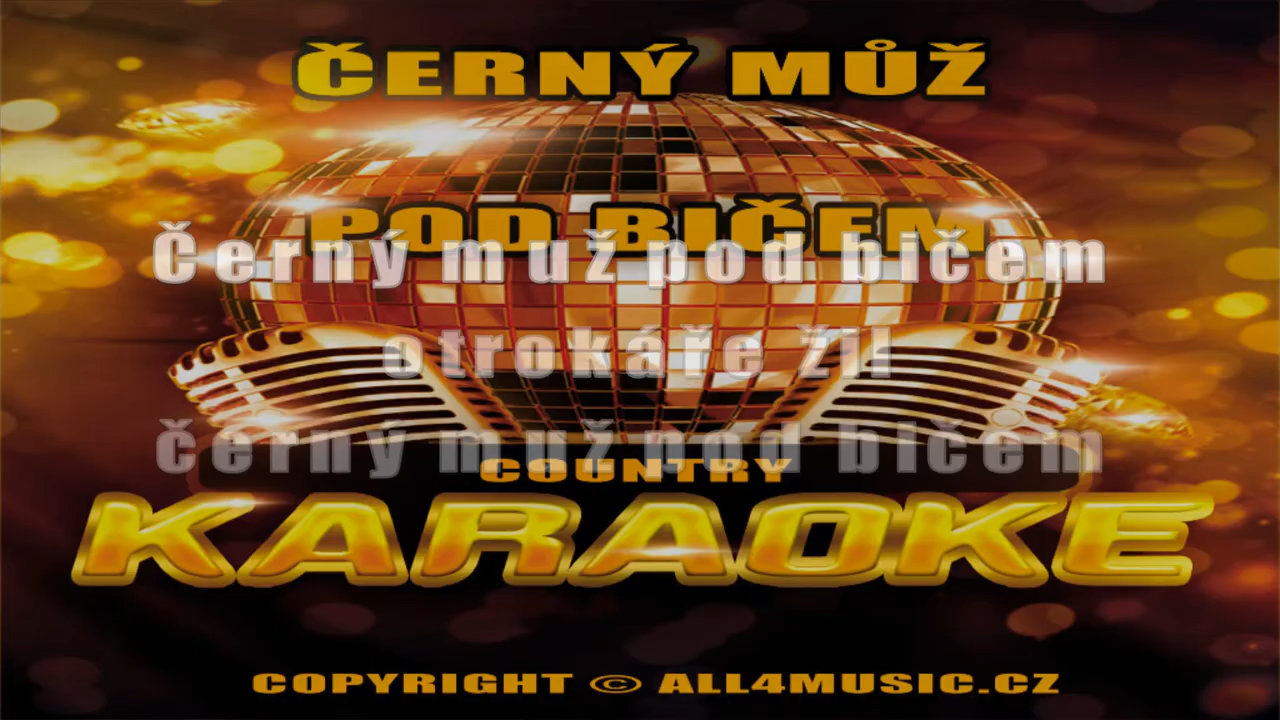 ČERNÝ MŮŽ
POD BIČEM
Černý muž pod bičem
otrokáře žil
černý muž pod bičem
COUNTRY
KARAOKE
COPYRIGHT © ALL4MUSIC.CZ